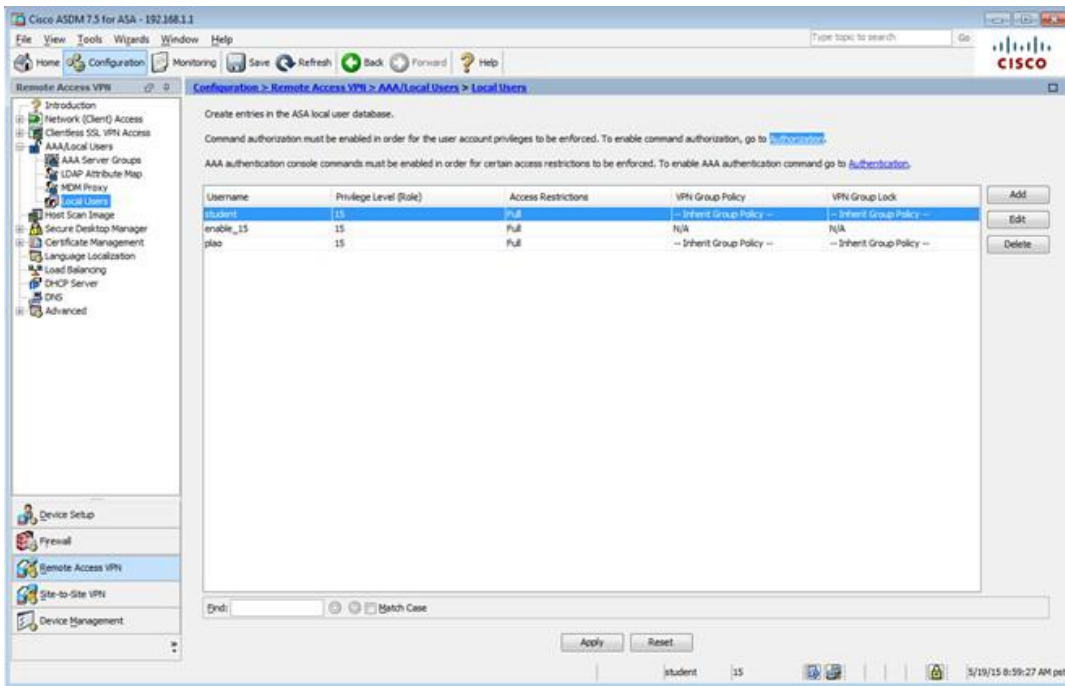 Cisco ASDM 7.5 for ASA - 192.168.1.1
File View Tools Wizards Window Help
Type topic to search Go
Home Configuration Monitoring Save Refresh Back Forward Help
CISCO
Remote Access VPN
Configuration > Remote Access VPN > AAA/Local Users > Local Users
Introduction
Network (Client) Access
Clientless SSL VPN Access
AAA/Local Users
AAA Server Groups
LDAP Attribute Map
MDM Proxy
Local Users
Host Scan Image
Secure Desktop Manager
Certificate Management
Language Localization
Load Balancing
DHCP Server
DNS
Advanced
Device Setup
Firewall
Remote Access VPN
Site-to-Site VPN
Device Management
Create entries in the ASA local user database.
Command authorization must be enabled in order for the user account privileges to be enforced. To enable command authorization, go to Authorization.
AAA authentication console commands must be enabled in order for certain access restrictions to be enforced. To enable AAA authentication command go to Authentication.
Username Privilege Level (Role) Access Restrictions VPN Group Policy VPN Group Lock
student 15 Full -- Inherit Group Policy -- -- Inherit Group Policy --
enable_15 15 Full N/A N/A
plao 15 Full -- Inherit Group Policy -- -- Inherit Group Policy --
Add
Edit
Delete
Find: Match Case
Apply Reset
student 15 5/19/15 8:59:27 AM pst